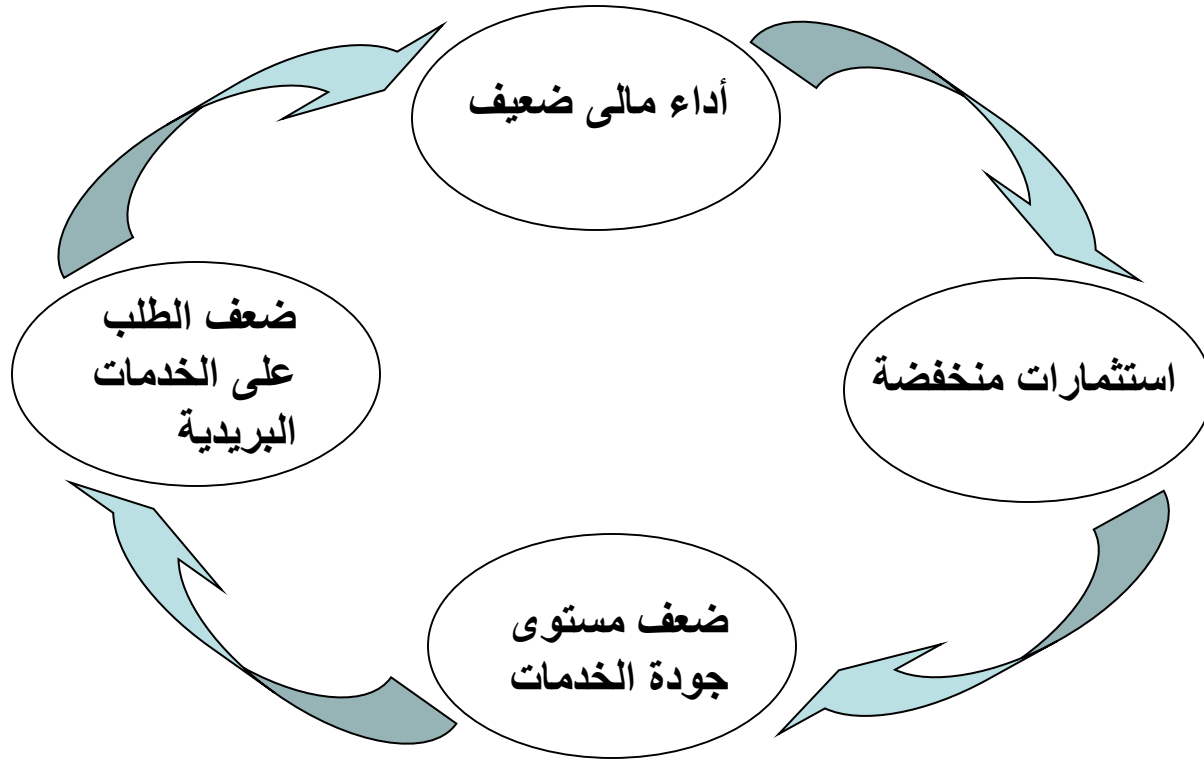 أداء مالى ضعيف
استثمارات منخفضة
ضعف مستوى
جودة الخدمات
ضعف الطلب
على الخدمات
البريدية